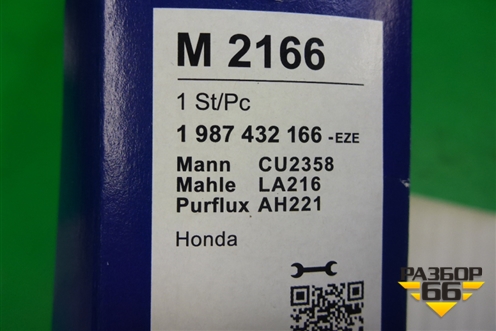 M 2166
1 St/Pc
1 987 432 166 -EZE
Mann CU2358
Mahle LA216
Purflux AH221
Honda
РАЗБОР
66